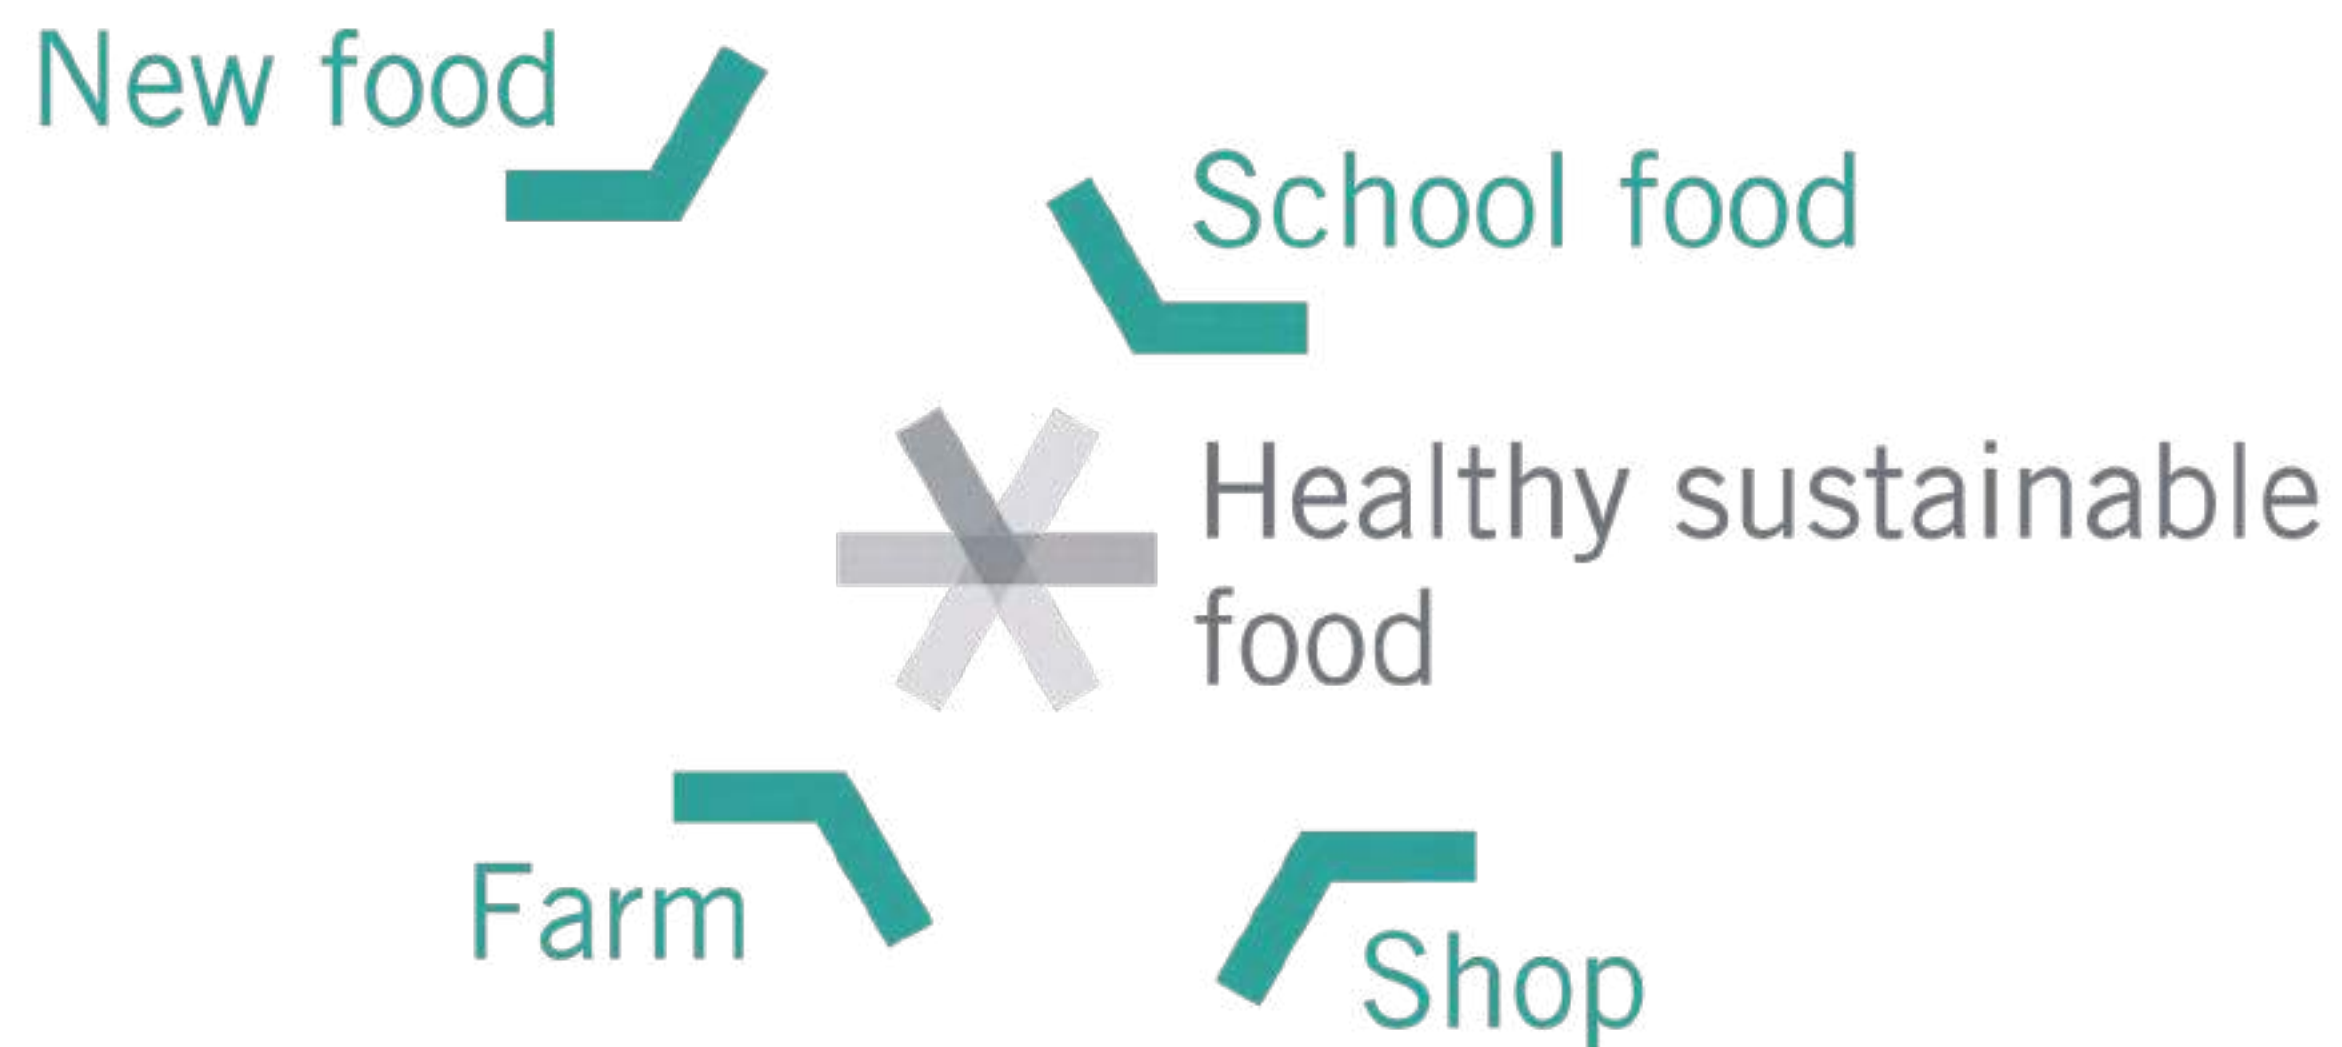 New food
School food
Healthy sustainable
food
Farm
Shop